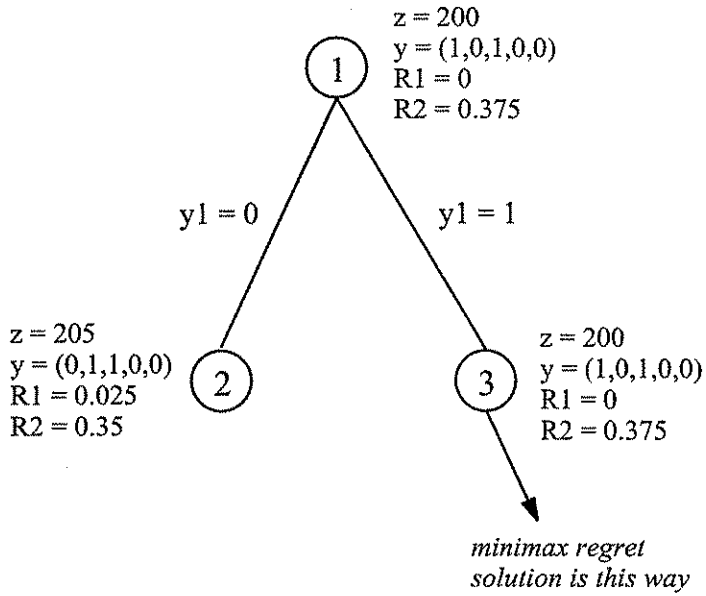 z = 200
y = (1,0,1,0,0)
R1 = 0
R2 = 0.375
1
y1 = 0
y1 = 1
z = 205
y = (0,1,1,0,0)
R1 = 0.025
R2 = 0.35
2
3
z = 200
y = (1,0,1,0,0)
R1 = 0
R2 = 0.375
minimax regret
solution is this way